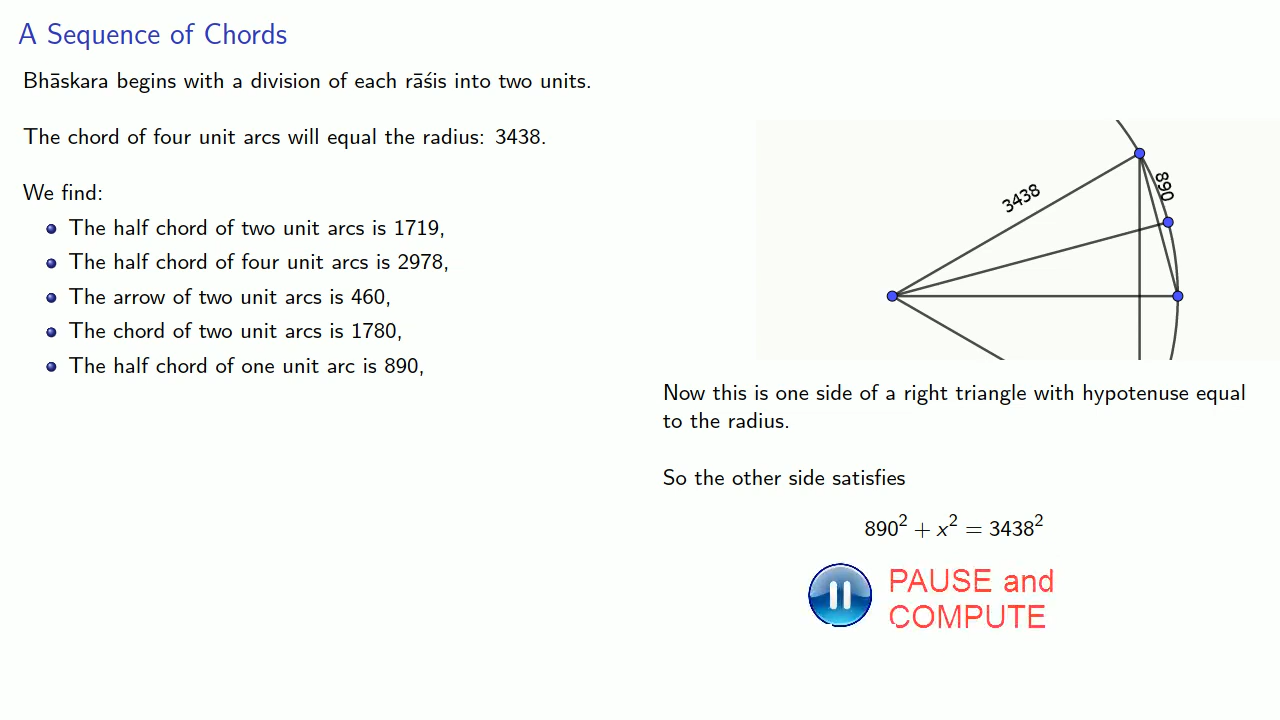 A Sequence of Chords
Bhāskara begins with a division of each rāśis into two units.
The chord of four unit arcs will equal the radius: 3438.
We find:
The half chord of two unit arcs is 1719,
The half chord of four unit arcs is 2978,
The arrow of two unit arcs is 460,
The chord of two unit arcs is 1780,
The half chord of one unit arc is 890,
3438
890
Now this is one side of a right triangle with hypotenuse equal
to the radius.
So the other side satisfies
890² + x² = 3438²
PAUSE and
COMPUTE